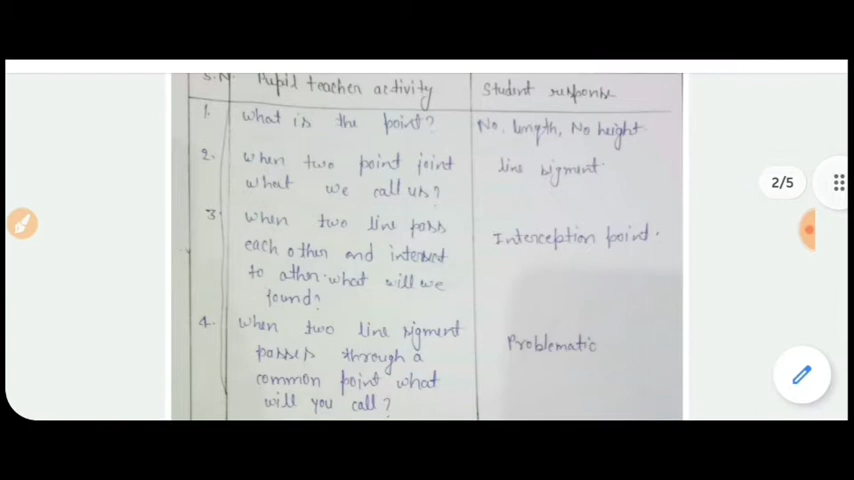 S.N. Pupil teacher activity Student response
1. What is the point? No. length, No height.
2. When two point joint line sigment.
what we call us?
3. when two line pass
each other and intersect Interception point.
to other. what will we
found?
4. When two line sigment
passes through a Problematic
common point what
will you call?
2/5